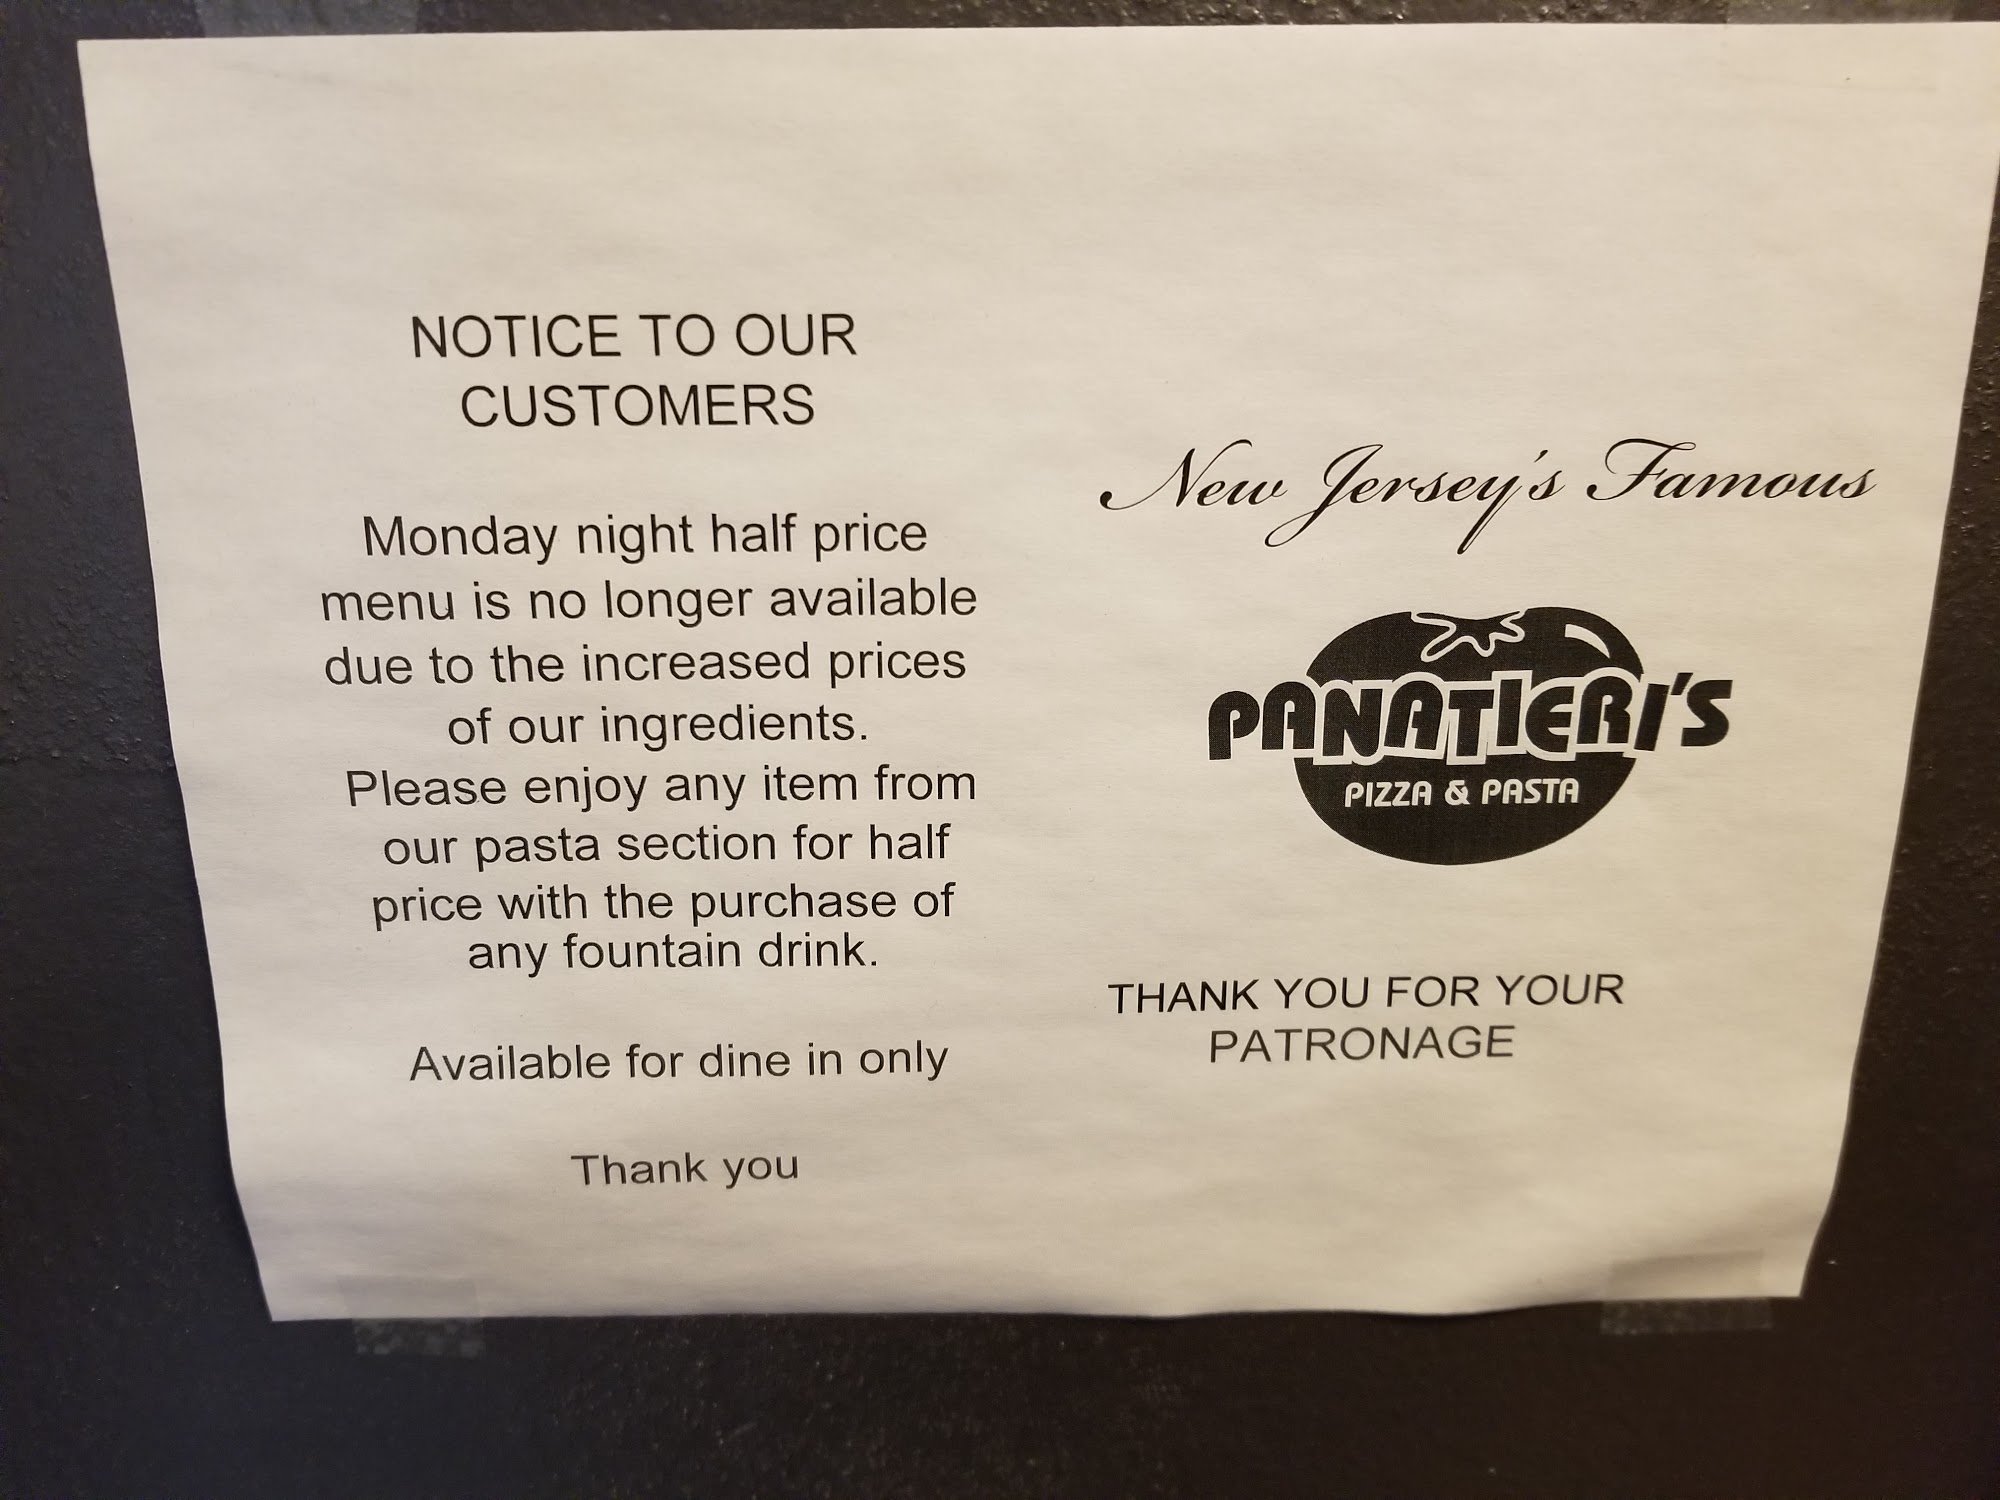 NOTICE TO OUR
CUSTOMERS
Monday night half price
menu is no longer available
due to the increased prices
of our ingredients.
Please enjoy any item from
our pasta section for half
price with the purchase of
any fountain drink.
Available for dine in only
Thank you
New Jersey's Famous
PANATIERI'S
PIZZA & PASTA
THANK YOU FOR YOUR
PATRONAGE